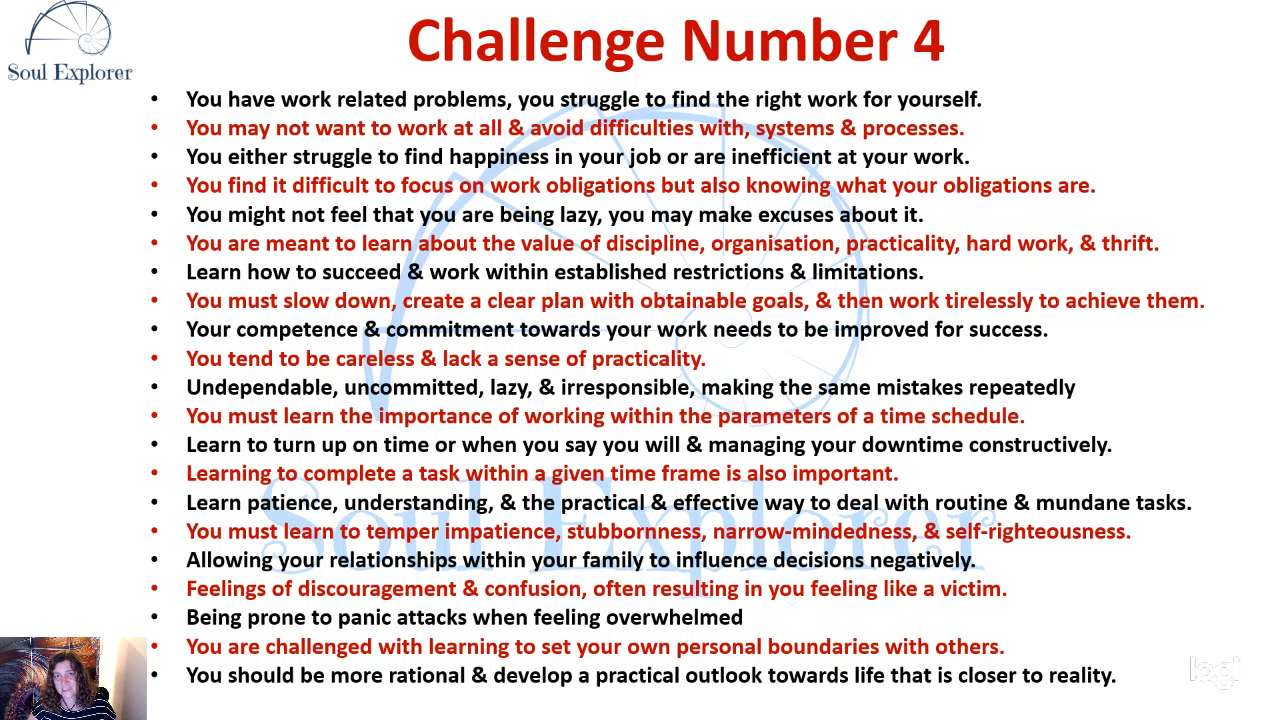 Soul Explorer
Challenge Number 4
• You have work related problems, you struggle to find the right work for yourself.
• You may not want to work at all & avoid difficulties with, systems & processes.
• You either struggle to find happiness in your job or are inefficient at your work.
• You find it difficult to focus on work obligations but also knowing what your obligations are.
• You might not feel that you are being lazy, you may make excuses about it.
• You are meant to learn about the value of discipline, organisation, practicality, hard work, & thrift.
• Learn how to succeed & work within established restrictions & limitations.
• You must slow down, create a clear plan with obtainable goals, & then work tirelessly to achieve them.
• Your competence & commitment towards your work needs to be improved for success.
• You tend to be careless & lack a sense of practicality.
• Undependable, uncommitted, lazy, & irresponsible, making the same mistakes repeatedly
• You must learn the importance of working within the parameters of a time schedule.
• Learn to turn up on time or when you say you will & managing your downtime constructively.
• Learning to complete a task within a given time frame is also important.
• Learn patience, understanding, & the practical & effective way to deal with routine & mundane tasks.
• You must learn to temper impatience, stubbornness, narrow-mindedness, & self-righteousness.
• Allowing your relationships within your family to influence decisions negatively.
• Feelings of discouragement & confusion, often resulting in you feeling like a victim.
• Being prone to panic attacks when feeling overwhelmed
• You are challenged with learning to set your own personal boundaries with others.
• You should be more rational & develop a practical outlook towards life that is closer to reality.
Soul Explorer
logi